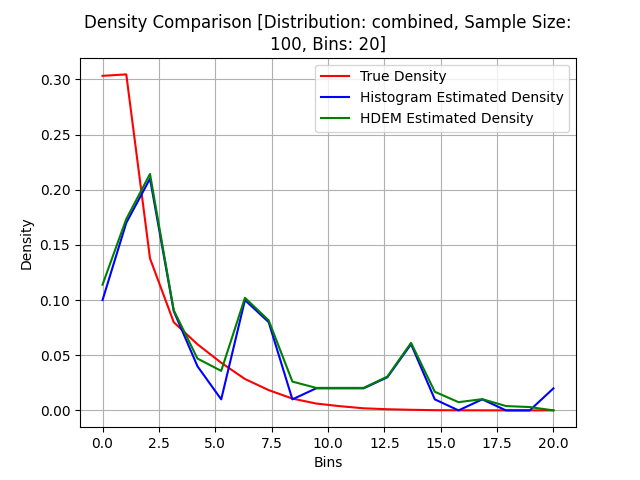 Density Comparison [Distribution: combined, Sample Size:
100, Bins: 20]
True Density
Histogram Estimated Density
HDEM Estimated Density
Density
0.30
0.25
0.20
0.15
0.10
0.05
0.00
0.0 2.5 5.0 7.5 10.0 12.5 15.0 17.5 20.0
Bins